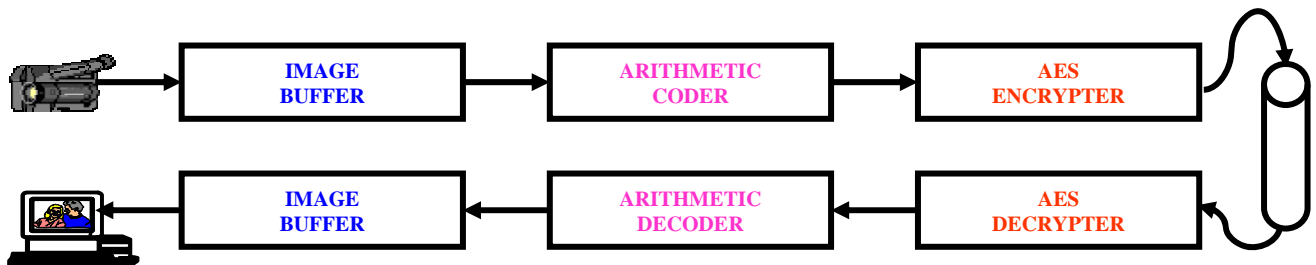 IMAGE
BUFFER
ARITHMETIC
CODER
AES
ENCRYPTER
IMAGE
BUFFER
ARITHMETIC
DECODER
AES
DECRYPTER